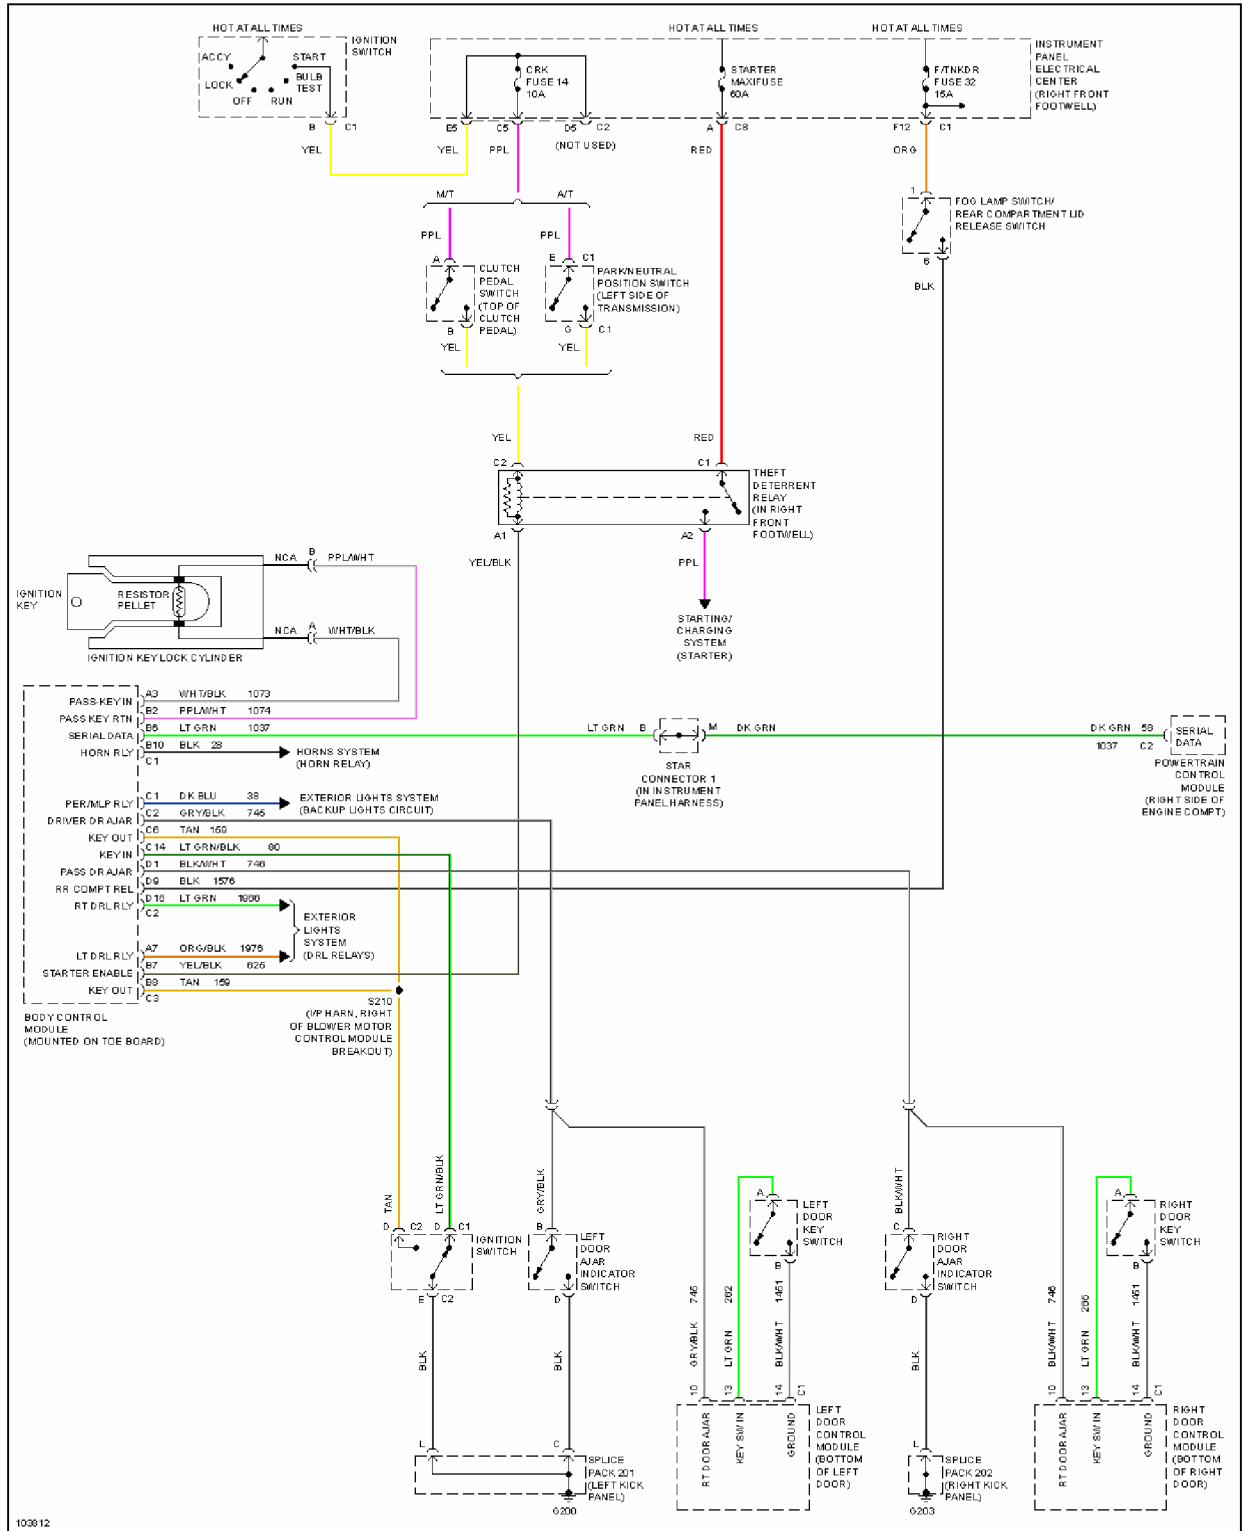 HOT AT ALL TIMES
HOT AT ALL TIMES
HOT AT ALL TIMES
IGNITION
SWITCH
ACCY
START
LOCK
BULB
TEST
OFF
RUN
B
C1
CRK
FUSE 14
10A
STARTER
MAXIFUSE
60A
F/TNKDR
FUSE 32
15A
INSTRUMENT
PANEL
ELECTRICAL
CENTER
(RIGHT FRONT
FOOTWELL)
E5
C5
D5
C2
A
C8
F12
C1
YEL
YEL
PPL
(NOT USED)
RED
ORG
M/T
A/T
1
FOG LAMP SWITCH/
REAR COMPARTMENT LID
RELEASE SWITCH
6
BLK
PPL
PPL
A
CLUTCH
PEDAL
SWITCH
(TOP OF
CLUTCH
PEDAL)
B
YEL
E
C1
PARK/NEUTRAL
POSITION SWITCH
(LEFT SIDE OF
TRANSMISSION)
G
C1
YEL
YEL
RED
C2
C1
THEFT
DETERRENT
RELAY
(IN RIGHT
FRONT
FOOTWELL)
A1
A2
YEL/BLK
PPL
STARTING/
CHARGING
SYSTEM
(STARTER)
NCA
B
PPL/WHT
IGNITION
KEY
RESISTOR
PELLET
NCA
A
WHT/BLK
IGNITION KEY LOCK CYLINDER
PASS-KEY IN
A3
WHT/BLK
1073
PASS KEY RTN
B2
PPL/WHT
1074
SERIAL DATA
B6
LT GRN
1037
HORN RLY
B10
BLK
28
C1
HORNS SYSTEM
(HORN RELAY)
LT GRN
B
M
DK GRN
STAR
CONNECTOR 1
(IN INSTRUMENT
PANEL HARNESS)
DK GRN
58
1037
C2
SERIAL
DATA
POWERTRAIN
CONTROL
MODULE
(RIGHT SIDE OF
ENGINE COMPT)
PER/MLP RLY
C1
DK BLU
38
EXTERIOR LIGHTS SYSTEM
(BACKUP LIGHTS CIRCUIT)
DRIVER DR AJAR
C2
GRY/BLK
745
KEY OUT
C6
TAN
159
KEY IN
C14
LT GRN/BLK
80
PASS DR AJAR
D1
BLK/WHT
746
RR COMPT REL
D9
BLK
1576
RT DRL RLY
D16
LT GRN
1986
C2
EXTERIOR
LIGHTS
SYSTEM
(DRL RELAYS)
LT DRL RLY
A7
ORG/BLK
1976
STARTER ENABLE
B7
YEL/BLK
625
KEY OUT
B8
TAN
159
C3
BODY CONTROL
MODULE
(MOUNTED ON TOE BOARD)
S210
(I/P HARN, RIGHT
OF BLOWER MOTOR
CONTROL MODULE
BREAKOUT)
TAN
LT GRN/BLK
GRY/BLK
BLK/WHT
D
C2
D
C1
IGNITION
SWITCH
E
C2
BLK
B
LEFT
DOOR
AJAR
INDICATOR
SWITCH
D
BLK
A
LEFT
DOOR
KEY
SWITCH
B
745
GRY/BLK
262
LT GRN
1451
BLK/WHT
C
RIGHT
DOOR
AJAR
INDICATOR
SWITCH
D
BLK
A
RIGHT
DOOR
KEY
SWITCH
B
746
BLK/WHT
265
LT GRN
1451
BLK/WHT
10
13
14
C1
RT DOOR AJAR
KEY SW IN
GROUND
LEFT
DOOR
CONTROL
MODULE
(BOTTOM
OF LEFT
DOOR)
10
13
14
C1
RT DOOR AJAR
KEY SW IN
GROUND
RIGHT
DOOR
CONTROL
MODULE
(BOTTOM
OF RIGHT
DOOR)
L
C
SPLICE
PACK 201
(LEFT KICK
PANEL)
G200
L
SPLICE
PACK 202
(RIGHT KICK
PANEL)
G203
103812